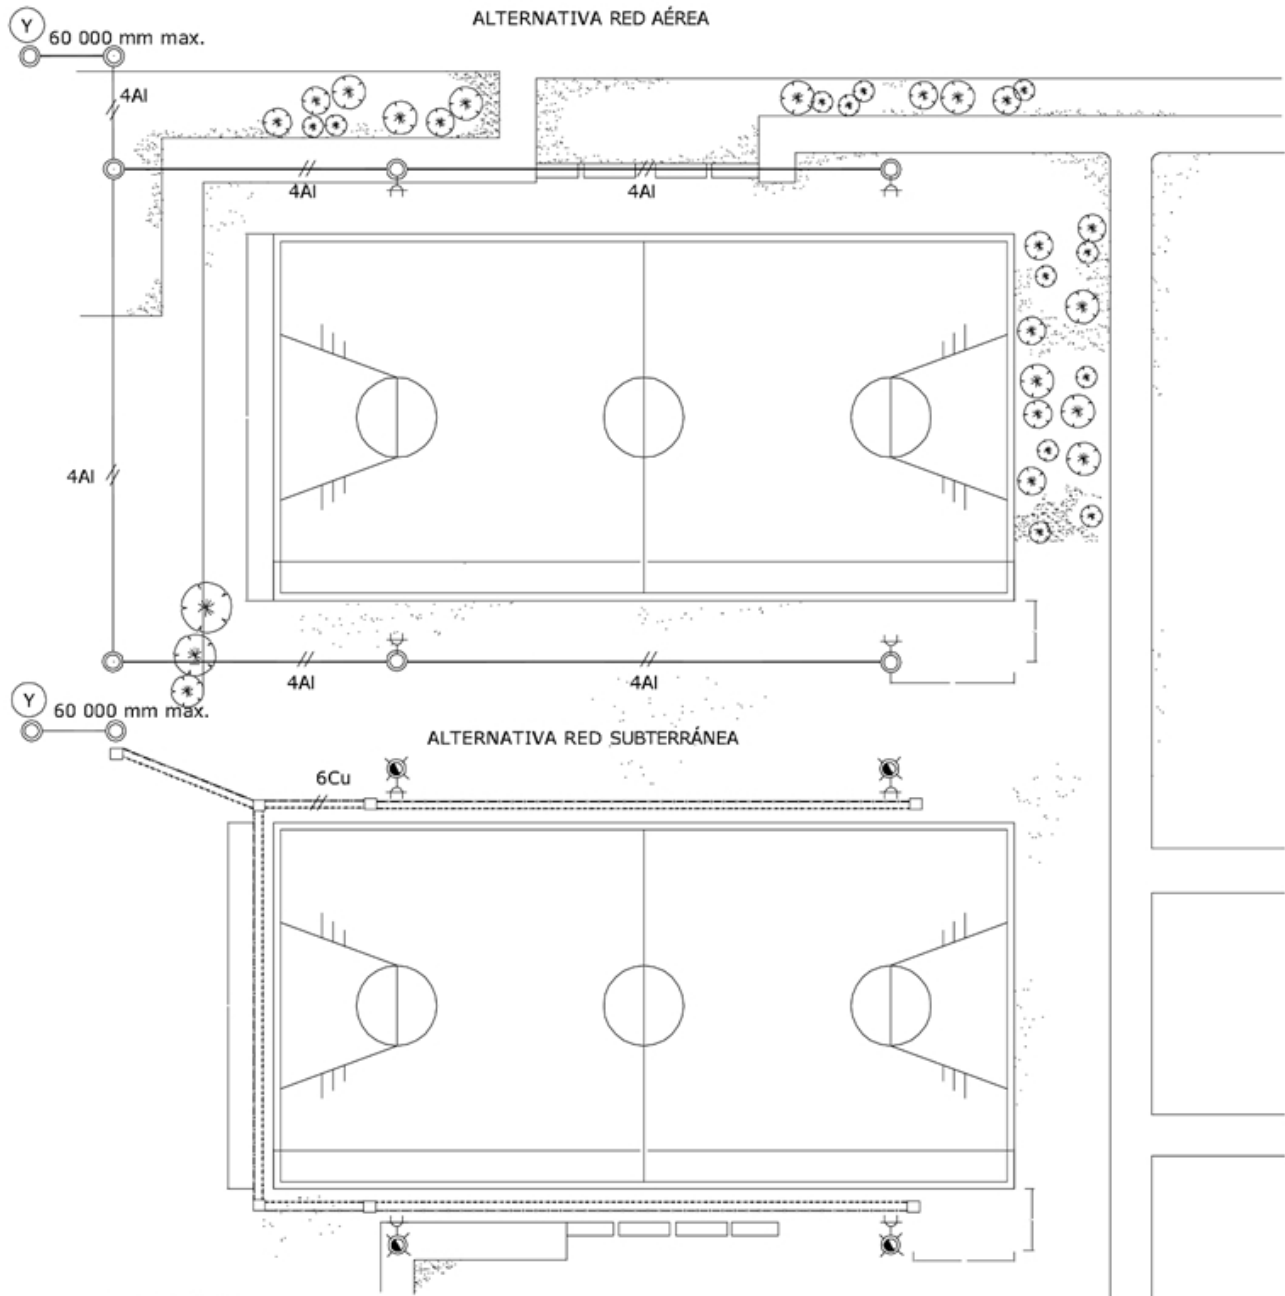 ALTERNATIVA RED AÉREA
Y
60 000 mm max.
4Al
4Al
4Al
4Al
4Al
4Al
Y
60 000 mm max.
ALTERNATIVA RED SUBTERRÁNEA
6Cu